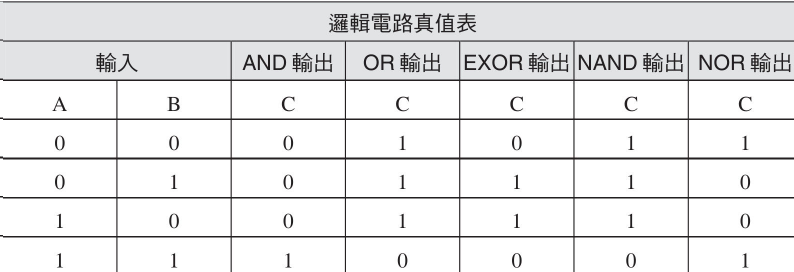 邏輯電路真值表
輸入 AND 輸出 OR 輸出 EXOR 輸出 NAND 輸出 NOR 輸出
A B C C C C C
0 0 0 1 0 1 1
0 1 0 1 1 1 0
1 0 0 1 1 1 0
1 1 1 0 0 0 1